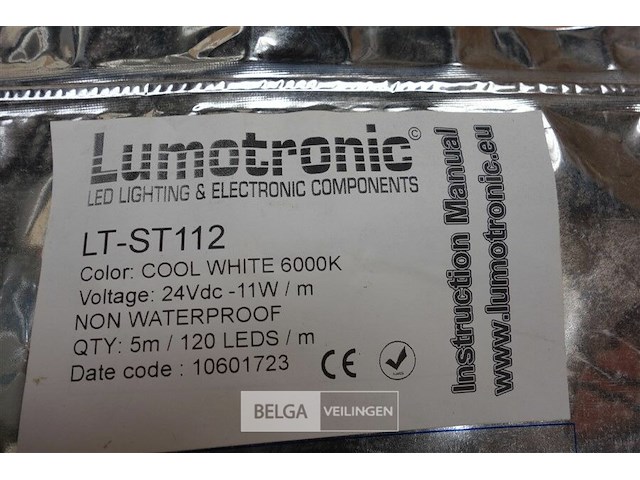 Lumotronic©
LED LIGHTING & ELECTRONIC COMPONENTS
LT-ST112
Color: COOL WHITE 6000K
Voltage: 24Vdc -11W / m
NON WATERPROOF
QTY: 5m / 120 LEDS / m
Date code : 10601723
CE
Instruction Manual
www.lumotronic.eu
BELGA VEILINGEN